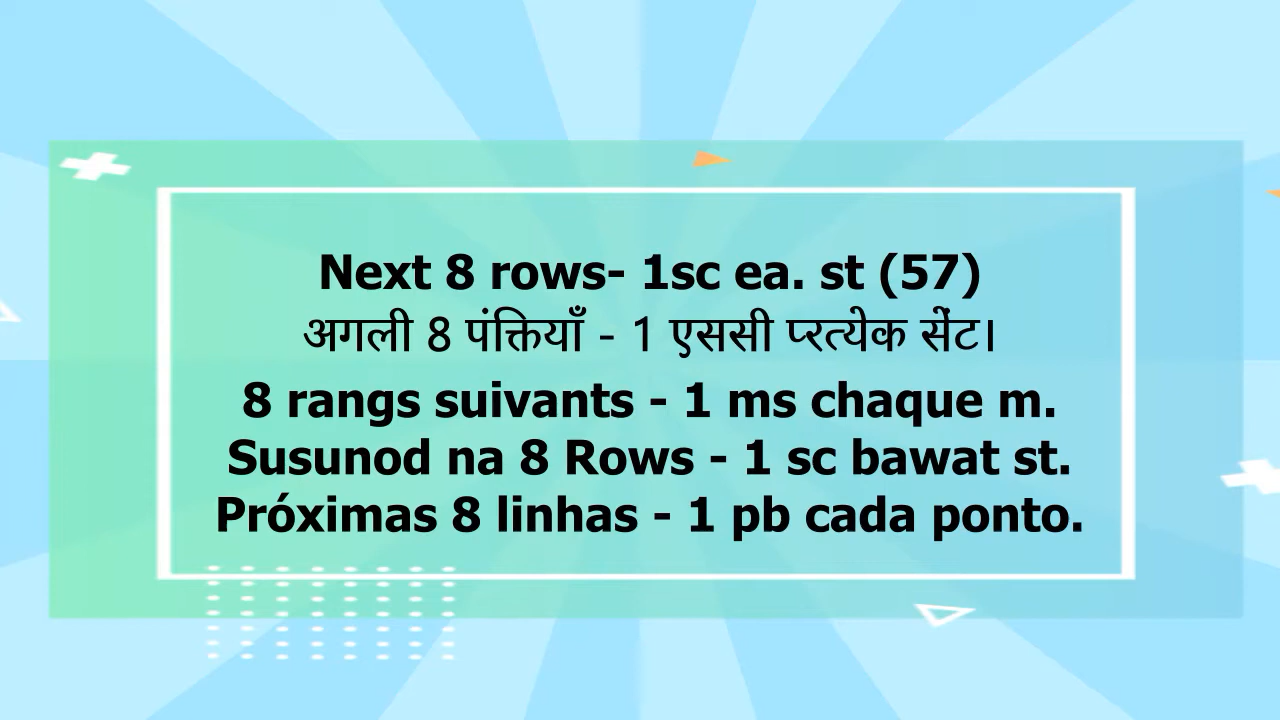 Next 8 rows- 1sc ea. st (57)
अगली 8 पंक्तियाँ - 1 एससी प्रत्येक सेंट।
8 rangs suivants - 1 ms chaque m.
Susunod na 8 Rows - 1 sc bawat st.
Próximas 8 linhas - 1 pb cada ponto.